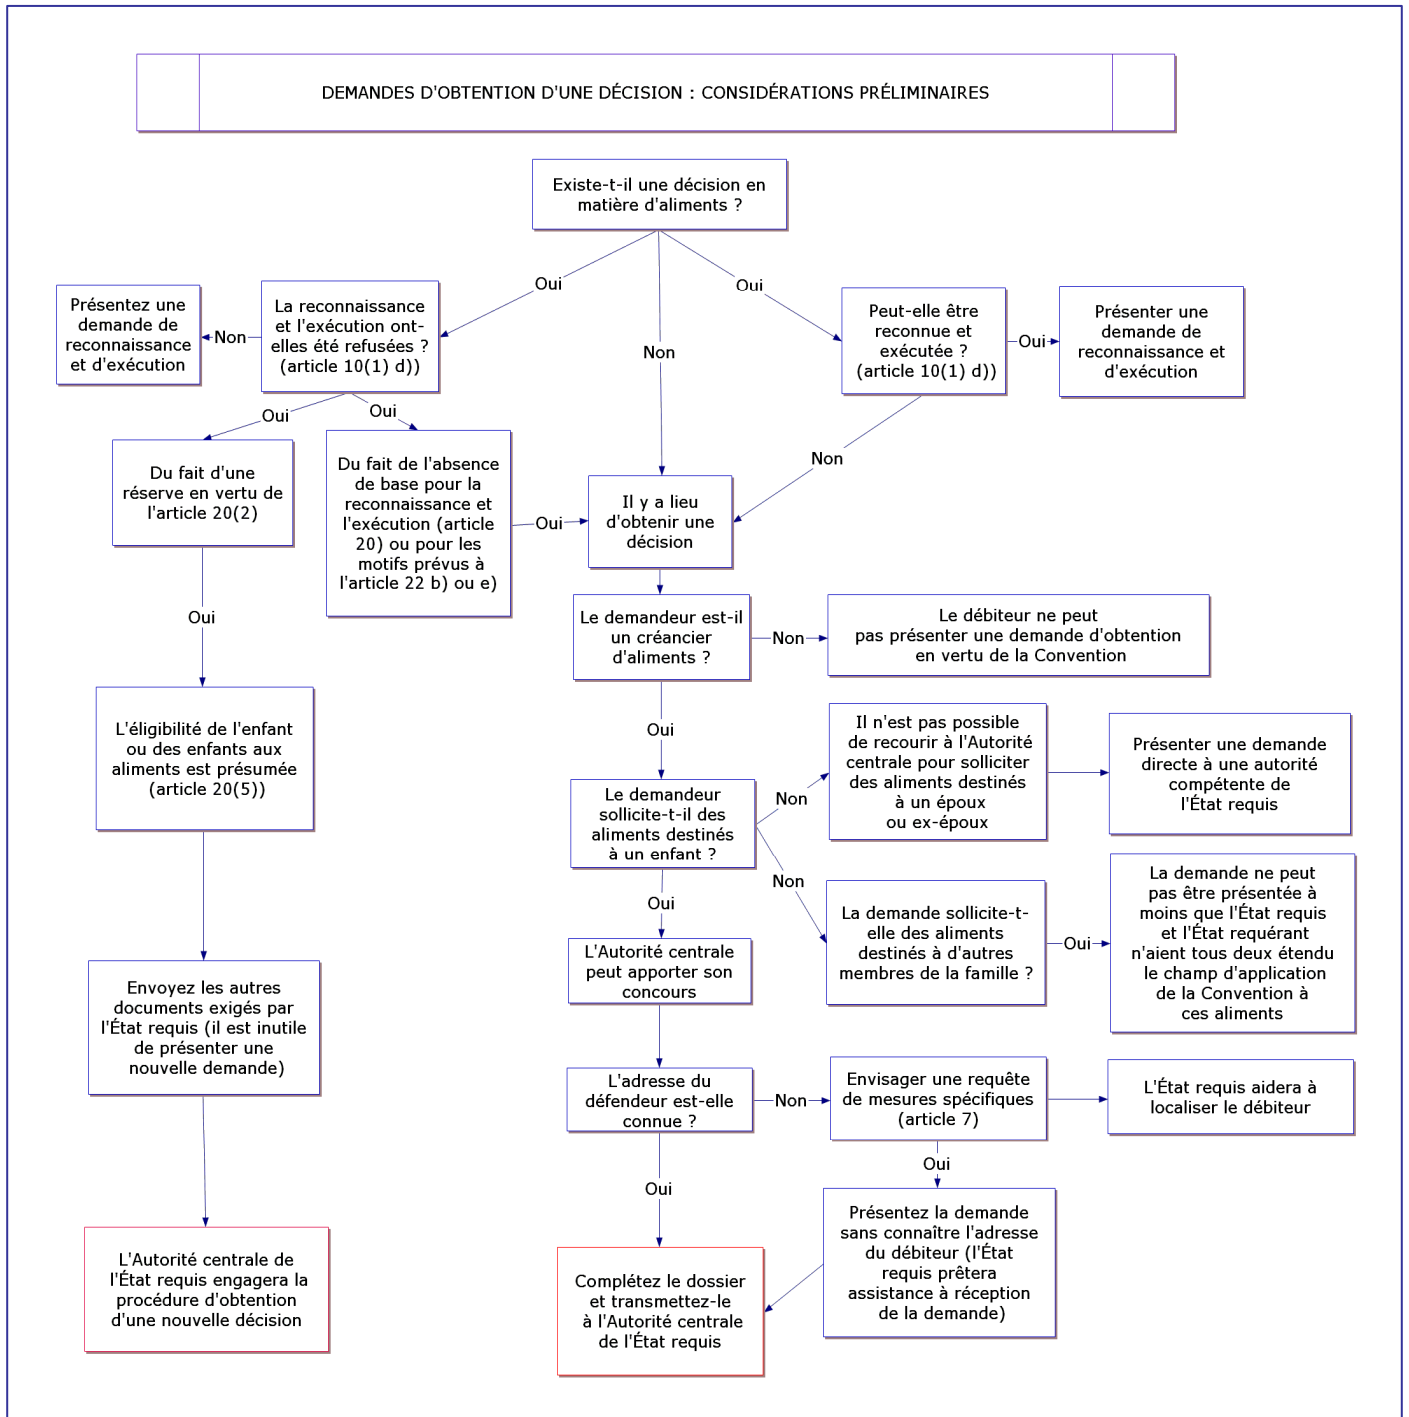 DEMANDES D'OBTENTION D'UNE DÉCISION : CONSIDÉRATIONS PRÉLIMINAIRES
Existe-t-il une décision en
matière d'aliments ?
Oui
Non
Oui
Présentez une
demande de
reconnaissance
et d'exécution
Non
La reconnaissance
et l'exécution ont-
elles été refusées ?
(article 10(1) d))
Peut-elle être
reconnue et
exécutée ?
(article 10(1) d))
Oui
Présenter une
demande de
reconnaissance et
d'exécution
Oui
Oui
Non
Du fait d'une
réserve en vertu de
l'article 20(2)
Du fait de l'absence
de base pour la
reconnaissance et
l'exécution (article
20) ou pour les
motifs prévus à
l'article 22 b) ou e)
Oui
Il y a lieu
d'obtenir une
décision
Oui
Le demandeur est-il
un créancier
d'aliments ?
Non
Le débiteur ne peut
pas présenter une demande d'obtention
en vertu de la Convention
L'éligibilité de l'enfant
ou des enfants aux
aliments est présumée
(article 20(5))
Oui
Le demandeur
sollicite-t-il des
aliments destinés
à un enfant ?
Non
Il n'est pas possible
de recourir à l'Autorité
centrale pour solliciter
des aliments destinés
à un époux
ou ex-époux
Présenter une demande
directe à une autorité
compétente de
l'État requis
Non
La demande sollicite-t-
elle des aliments
destinés à d'autres
membres de la famille ?
Oui
La demande ne peut
pas être présentée à
moins que l'État requis
et l'État requérant
n'aient tous deux étendu
le champ d'application
de la Convention à
ces aliments
Oui
L'Autorité centrale
peut apporter son
concours
Envoyez les autres
documents exigés par
l'État requis (il est inutile
de présenter une
nouvelle demande)
L'adresse du
défendeur est-elle
connue ?
Non
Envisager une requête
de mesures spécifiques
(article 7)
L'État requis aidera à
localiser le débiteur
Oui
Oui
Présentez la demande
sans connaître l'adresse
du débiteur (l'État
requis prêtera
assistance à réception
de la demande)
L'Autorité centrale de
l'État requis engagera la
procédure d'obtention
d'une nouvelle décision
Complétez le dossier
et transmettez-le
à l'Autorité centrale
de l'État requis